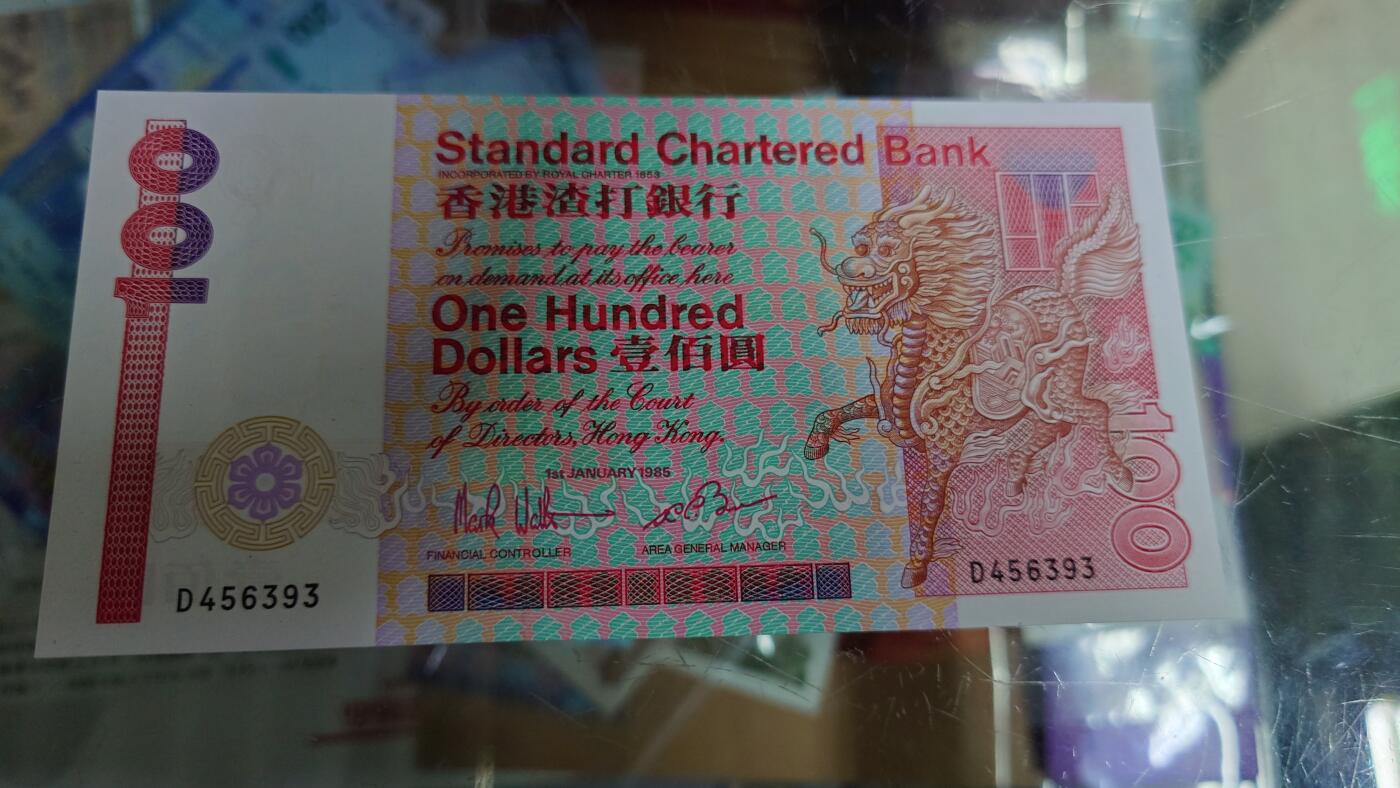 100
Standard Chartered Bank
INCORPORATED BY ROYAL CHARTER 1853
香港渣打銀行
Promises to pay the bearer
on demand at its office here
One Hundred
Dollars 壹佰圓
By order of the Court
of Directors, Hong Kong.
1st JANUARY 1985
FINANCIAL CONTROLLER
AREA GENERAL MANAGER
D456393
D456393
100